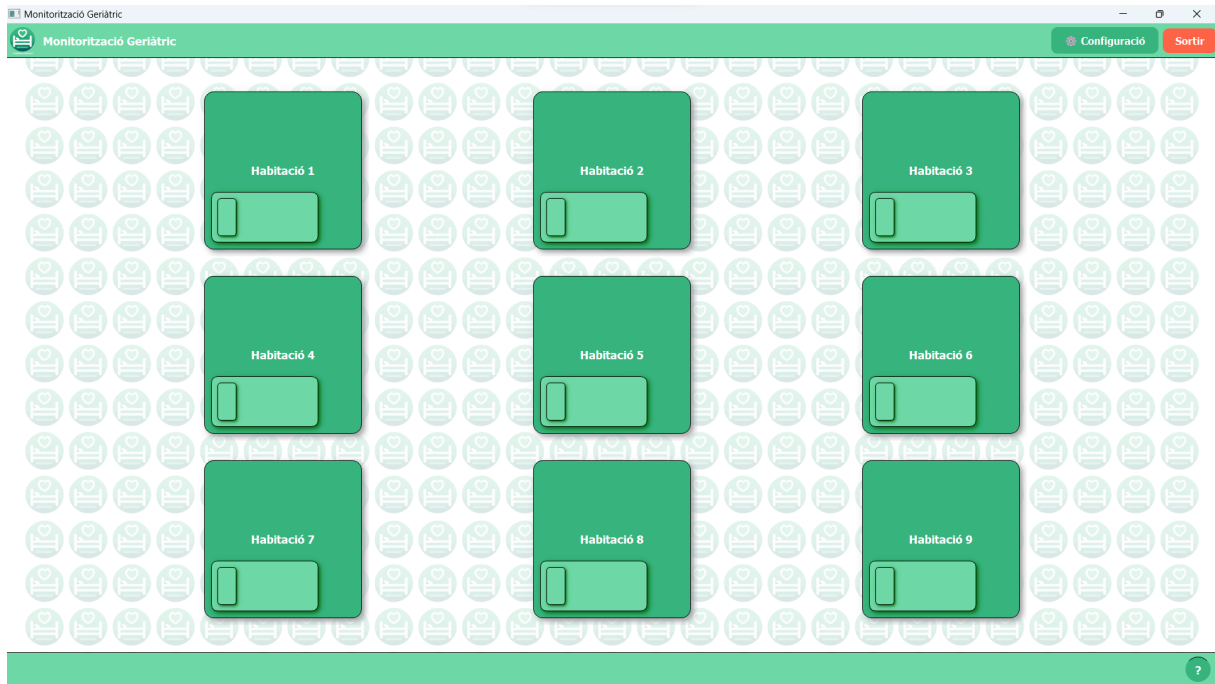 Monitorització Geriàtric
Monitorització Geriàtric
Configuració
Sortir
Habitació 1
Habitació 2
Habitació 3
Habitació 4
Habitació 5
Habitació 6
Habitació 7
Habitació 8
Habitació 9
?